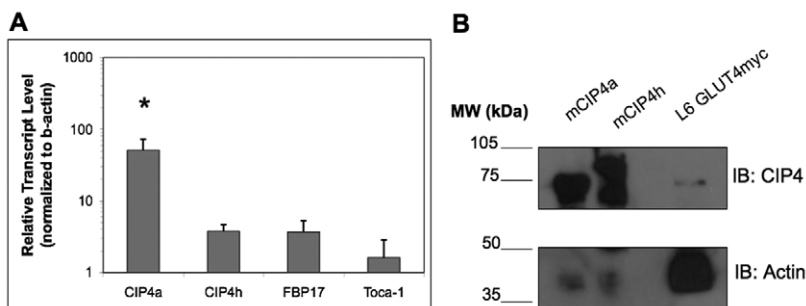 A
Relative Transcript Level
(normalized to b-actin)
1000
100
10
1
*
CIP4a
CIP4h
FBP17
Toca-1
B
MW (kDa)
mCIP4a
mCIP4h
L6 GLUT4myc
105
75
IB: CIP4
50
35
IB: Actin